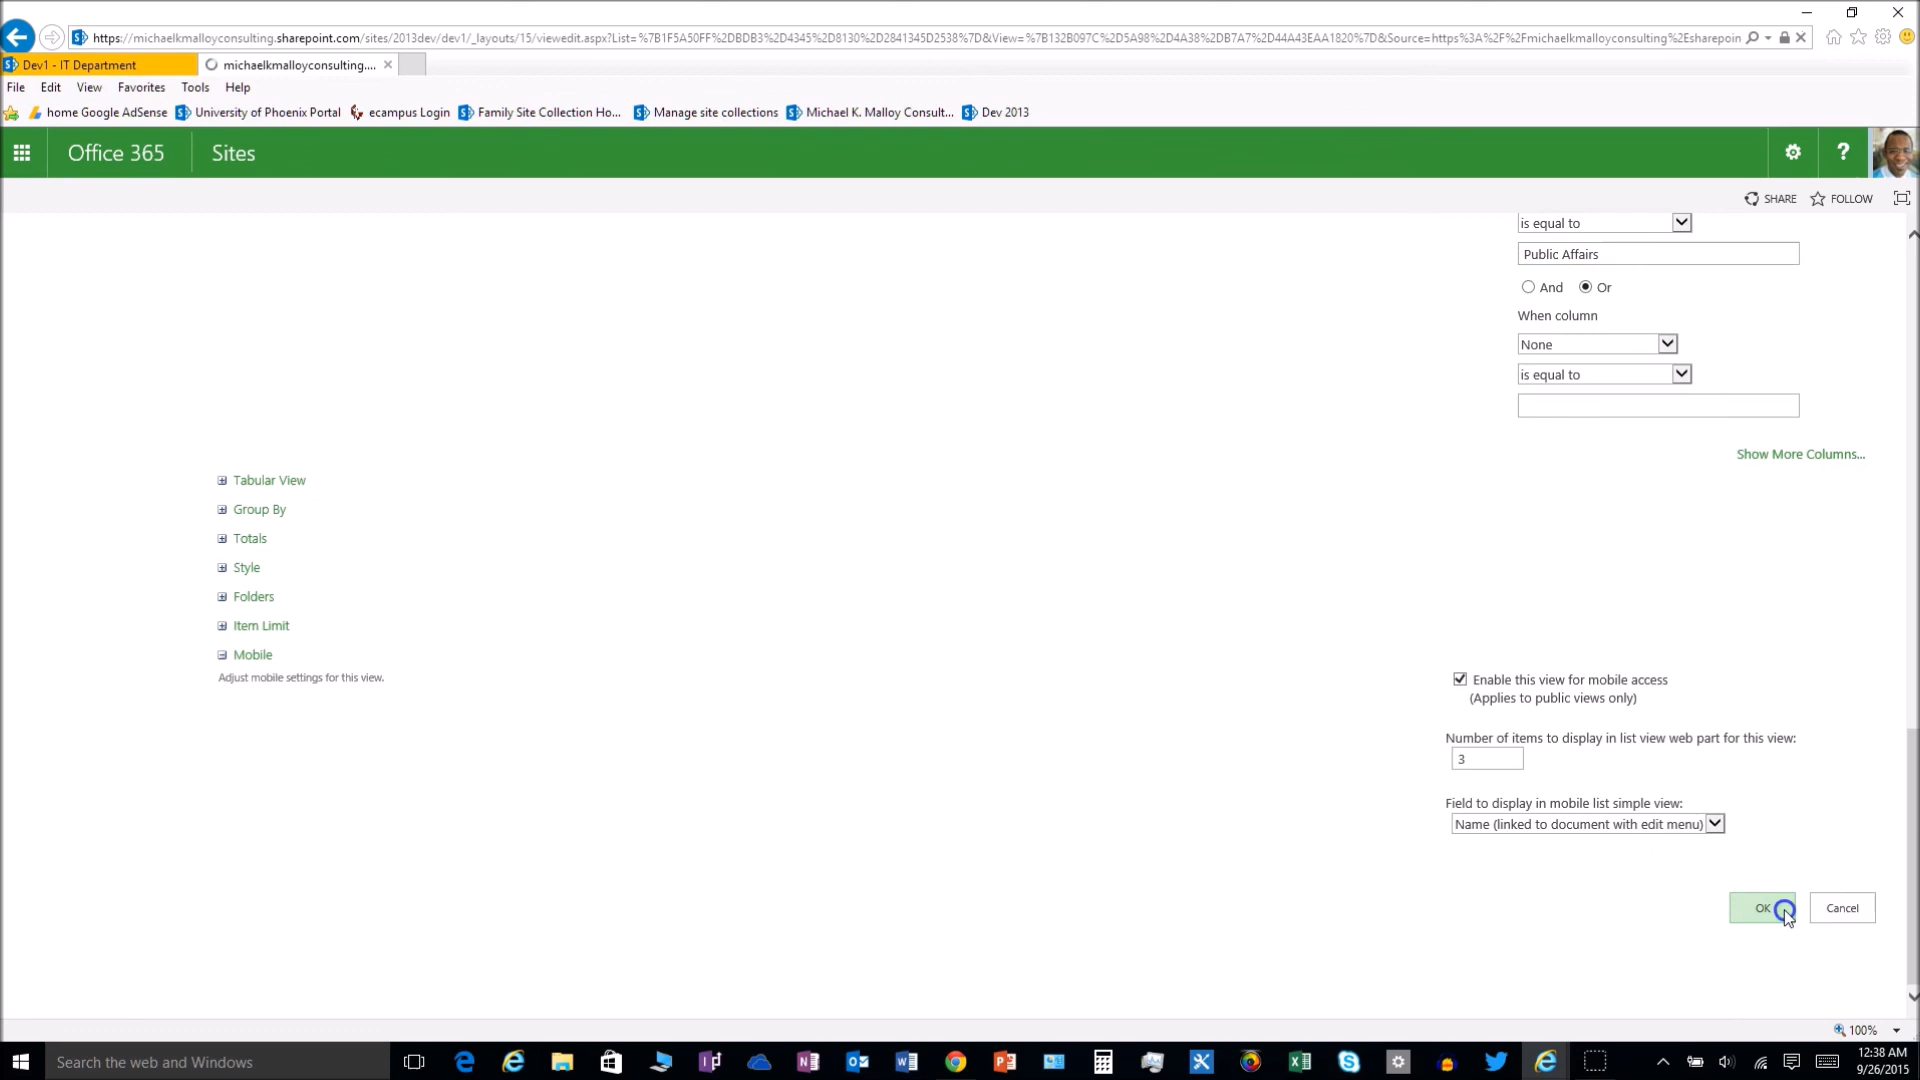 https://michaelkmalloyconsulting.sharepoint.com/sites/2013dev/dev1/_layouts/15/viewedit.aspx?List=%7B1F5A50FF%2DBDB3%2D4345%2D8130%2D2841345D2538%7D&View=%7B132B097C%2D5A98%2D4A38%2DB7A7%2D44A43EAA1820%7D&Source=https%3A%2F%2Fmichaelkmalloyconsulting%2Esharepoin
Dev1 - IT Department
michaelkmalloyconsulting....
File Edit View Favorites Tools Help
home Google AdSense University of Phoenix Portal ecampus Login Family Site Collection Ho... Manage site collections Michael K. Malloy Consult... Dev 2013
Office 365 Sites ?
SHARE FOLLOW
is equal to
Public Affairs
And Or
When column
None
is equal to
Show More Columns...
Tabular View
Group By
Totals
Style
Folders
Item Limit
Mobile
Adjust mobile settings for this view.
Enable this view for mobile access
(Applies to public views only)
Number of items to display in list view web part for this view:
3
Field to display in mobile list simple view:
Name (linked to document with edit menu)
OK Cancel
100%
Search the web and Windows
12:38 AM
9/26/2015